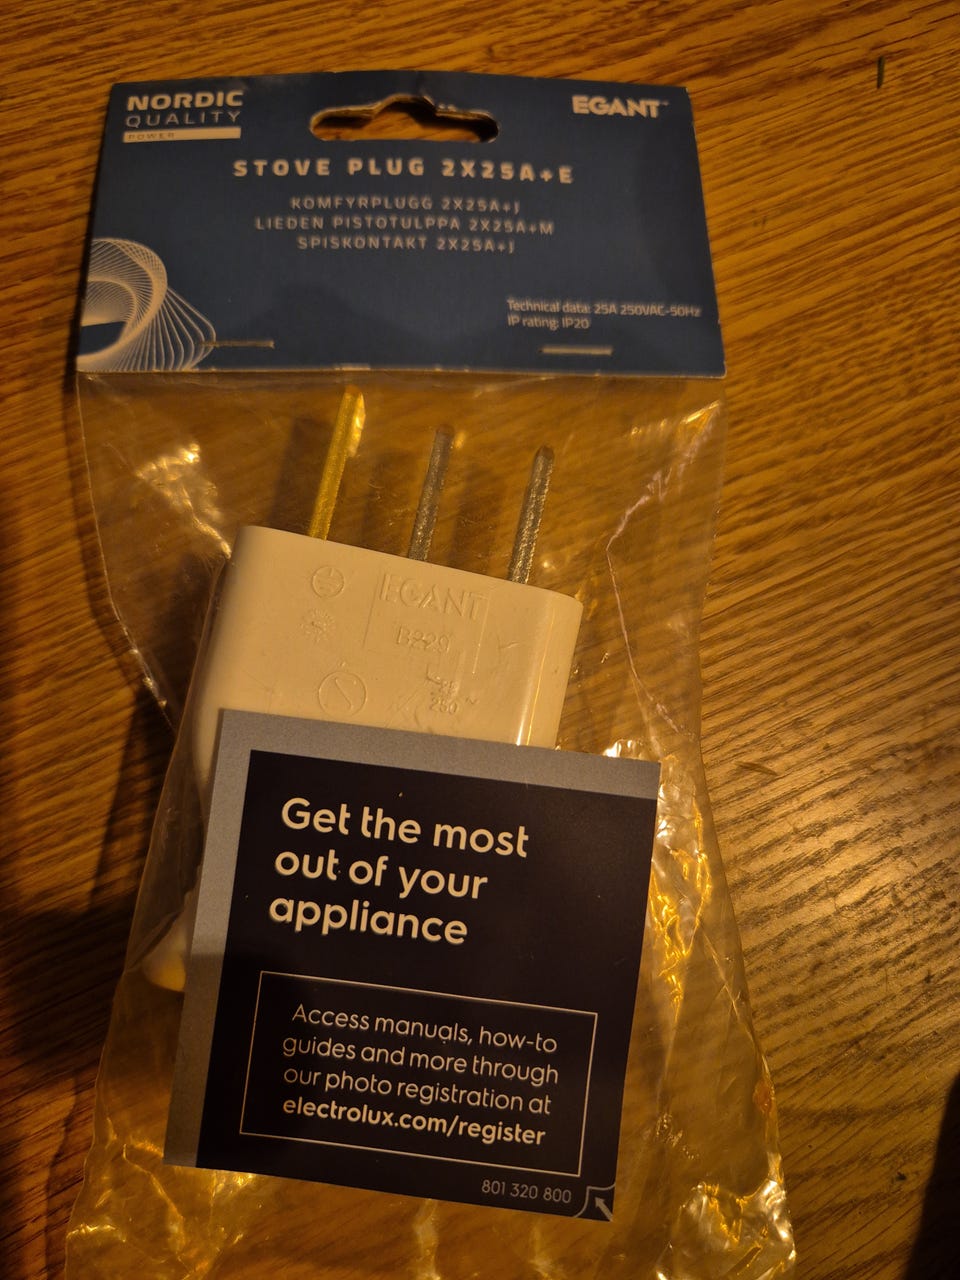 NORDIC
QUALITY
POWER
EGANT
STOVE PLUG 2X25A+E
KOMFYRPLUGG 2X25A+J
LIEDEN PISTOTULPPA 2X25A+M
SPISKONTAKT 2X25A+J
Technical data: 25A 250VAC-50Hz
IP rating: IP20
EGANT
B229
250 ~
Get the most
out of your
appliance
Access manuals, how-to
guides and more through
our photo registration at
electrolux.com/register
801 320 800